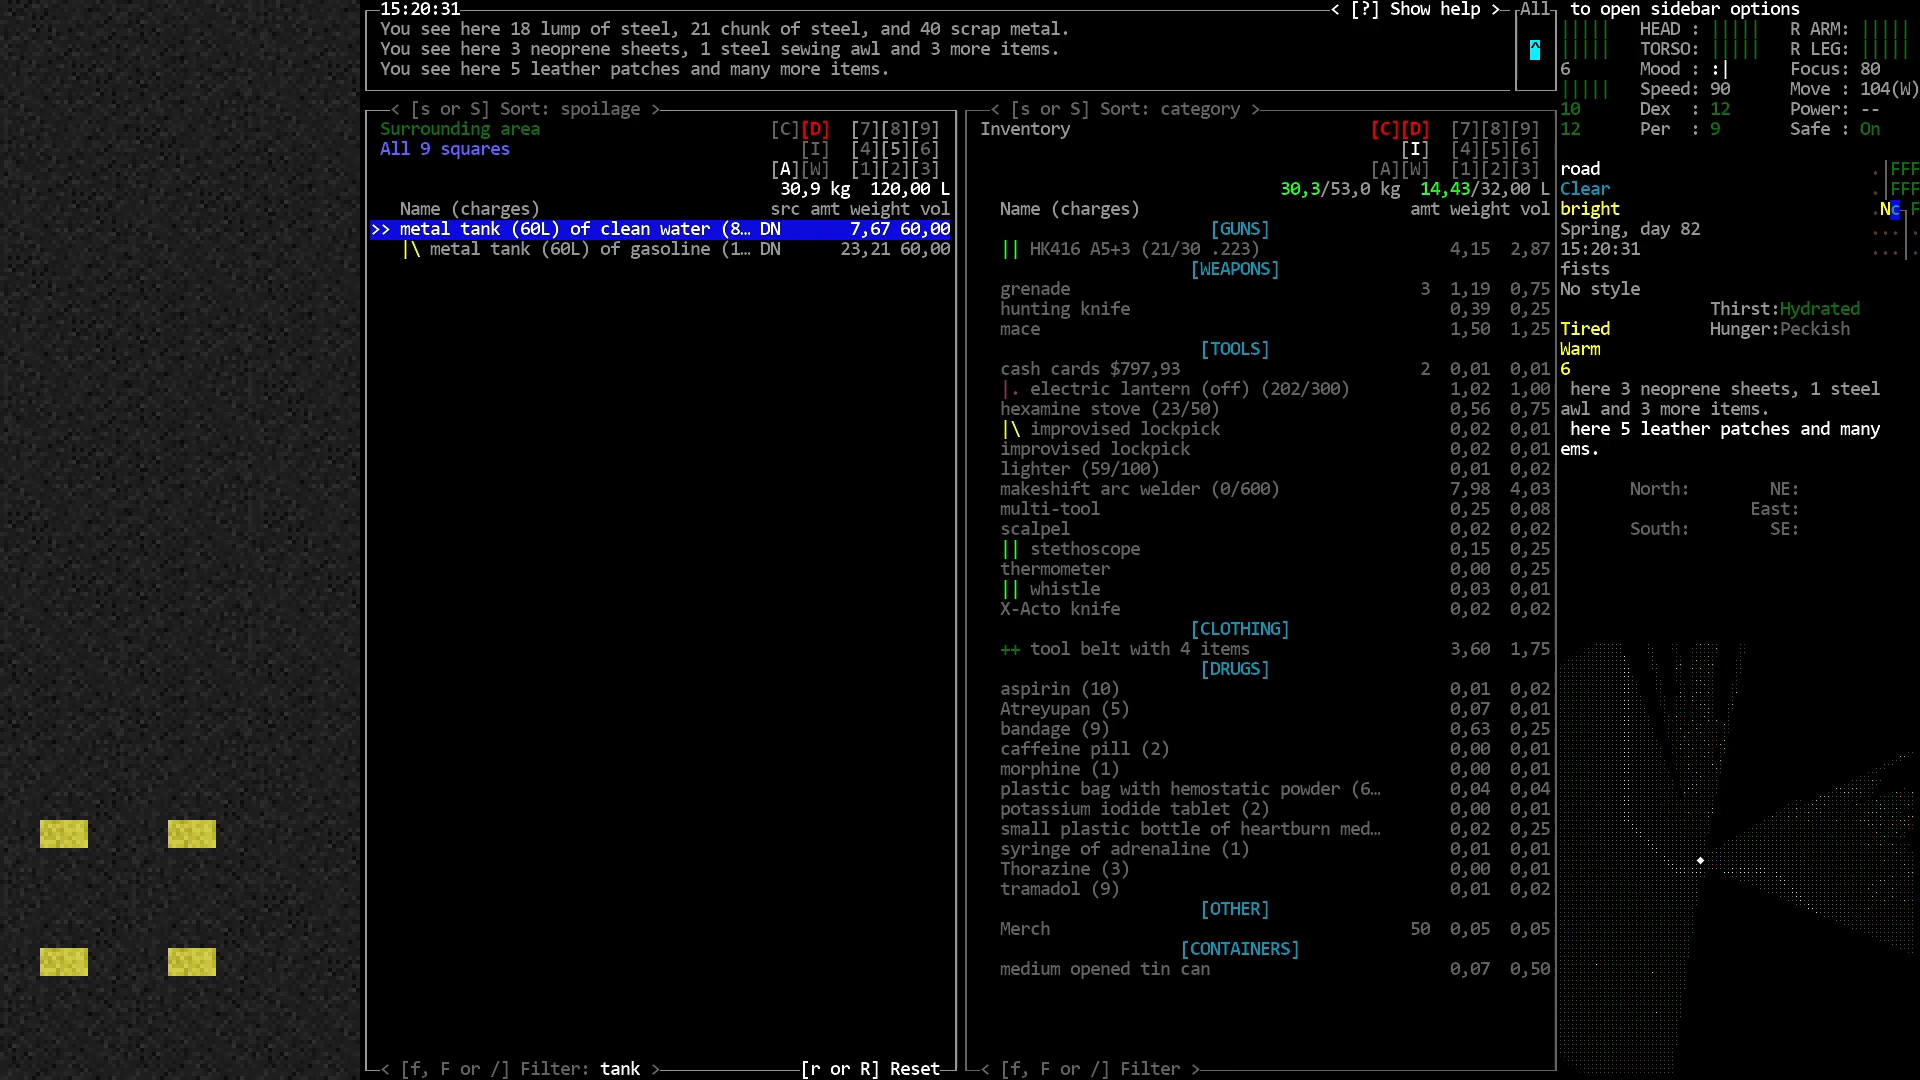 15:20:31 < [?] Show help > All to open sidebar options
You see here 18 lump of steel, 21 chunk of steel, and 40 scrap metal.
You see here 3 neoprene sheets, 1 steel sewing awl and 3 more items.
You see here 5 leather patches and many more items.
^
HEAD : ||||| R ARM: |||||
||||| TORSO: ||||| R LEG: |||||
6 Mood : :| Focus: 80
||||| Speed: 90 Move : 104(W)
10 Dex : 12 Power: --
12 Per : 9 Safe : On
< [s or S] Sort: spoilage >
Surrounding area [C][D] [7][8][9]
All 9 squares [I] [4][5][6]
[A][W] [1][2][3]
30,9 kg 120,00 L
Name (charges) src amt weight vol
>> metal tank (60L) of clean water (8… DN 7,67 60,00
|\ metal tank (60L) of gasoline (1… DN 23,21 60,00
< [f, F or /] Filter: tank > [r or R] Reset
< [s or S] Sort: category >
Inventory [C][D] [7][8][9]
[I] [4][5][6]
[A][W] [1][2][3]
30,3/53,0 kg 14,43/32,00 L
Name (charges) amt weight vol
[GUNS]
|| HK416 A5+3 (21/30 .223) 4,15 2,87
[WEAPONS]
grenade 3 1,19 0,75
hunting knife 0,39 0,25
mace 1,50 1,25
[TOOLS]
cash cards $797,93 2 0,01 0,01
|. electric lantern (off) (202/300) 1,02 1,00
hexamine stove (23/50) 0,56 0,75
|\ improvised lockpick 0,02 0,01
improvised lockpick 0,02 0,01
lighter (59/100) 0,01 0,02
makeshift arc welder (0/600) 7,98 4,03
multi-tool 0,25 0,08
scalpel 0,02 0,02
|| stethoscope 0,15 0,25
thermometer 0,00 0,25
|| whistle 0,03 0,01
X-Acto knife 0,02 0,02
[CLOTHING]
++ tool belt with 4 items 3,60 1,75
[DRUGS]
aspirin (10) 0,01 0,02
Atreyupan (5) 0,07 0,01
bandage (9) 0,63 0,25
caffeine pill (2) 0,00 0,01
morphine (1) 0,00 0,01
plastic bag with hemostatic powder (6… 0,04 0,04
potassium iodide tablet (2) 0,00 0,01
small plastic bottle of heartburn med… 0,02 0,25
syringe of adrenaline (1) 0,01 0,01
Thorazine (3) 0,00 0,01
tramadol (9) 0,01 0,02
[OTHER]
Merch 50 0,05 0,05
[CONTAINERS]
medium opened tin can 0,07 0,50
< [f, F or /] Filter >
road . |FFF
Clear . |FFF
bright .Nc F
Spring, day 82
15:20:31
fists
No style
Thirst:Hydrated
Tired Hunger:Peckish
Warm
6
here 3 neoprene sheets, 1 steel
awl and 3 more items.
here 5 leather patches and many
ems.
North: NE:
East:
South: SE: